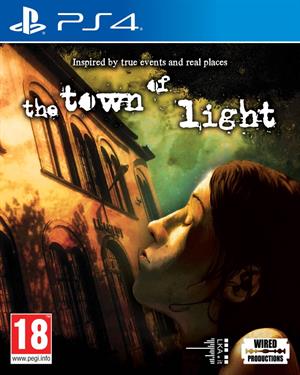 PS4
Inspired by true events and real places
the town of
light
18
www.pegi.info
LKA.it
WIRED
PRODUCTIONS